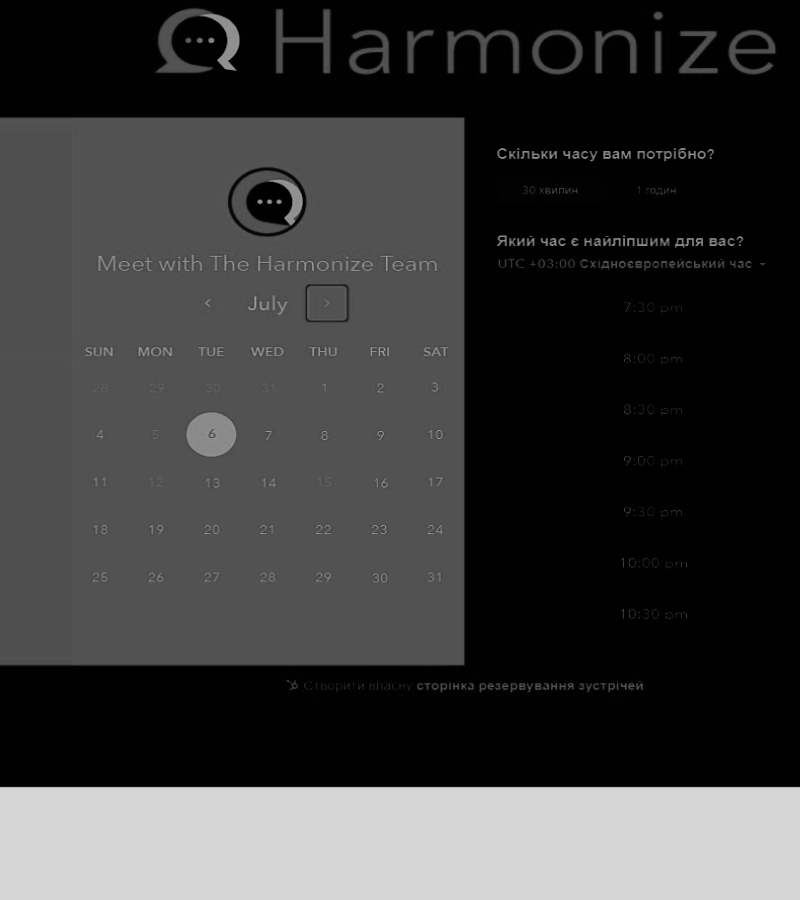 Harmonize
Meet with The Harmonize Team
July
SUN MON TUE WED THU FRI SAT
28 29 30 31 1 2 3
4 5 6 7 8 9 10
11 12 13 14 15 16 17
18 19 20 21 22 23 24
25 26 27 28 29 30 31
Скільки часу вам потрібно?
30 хвилин 1 годин
Який час є найліпшим для вас?
UTC +03:00 Східноєвропейський час
7:30 pm
8:00 pm
8:30 pm
9:00 pm
9:30 pm
10:00 pm
10:30 pm
Створити власну сторінка резервування зустрічей